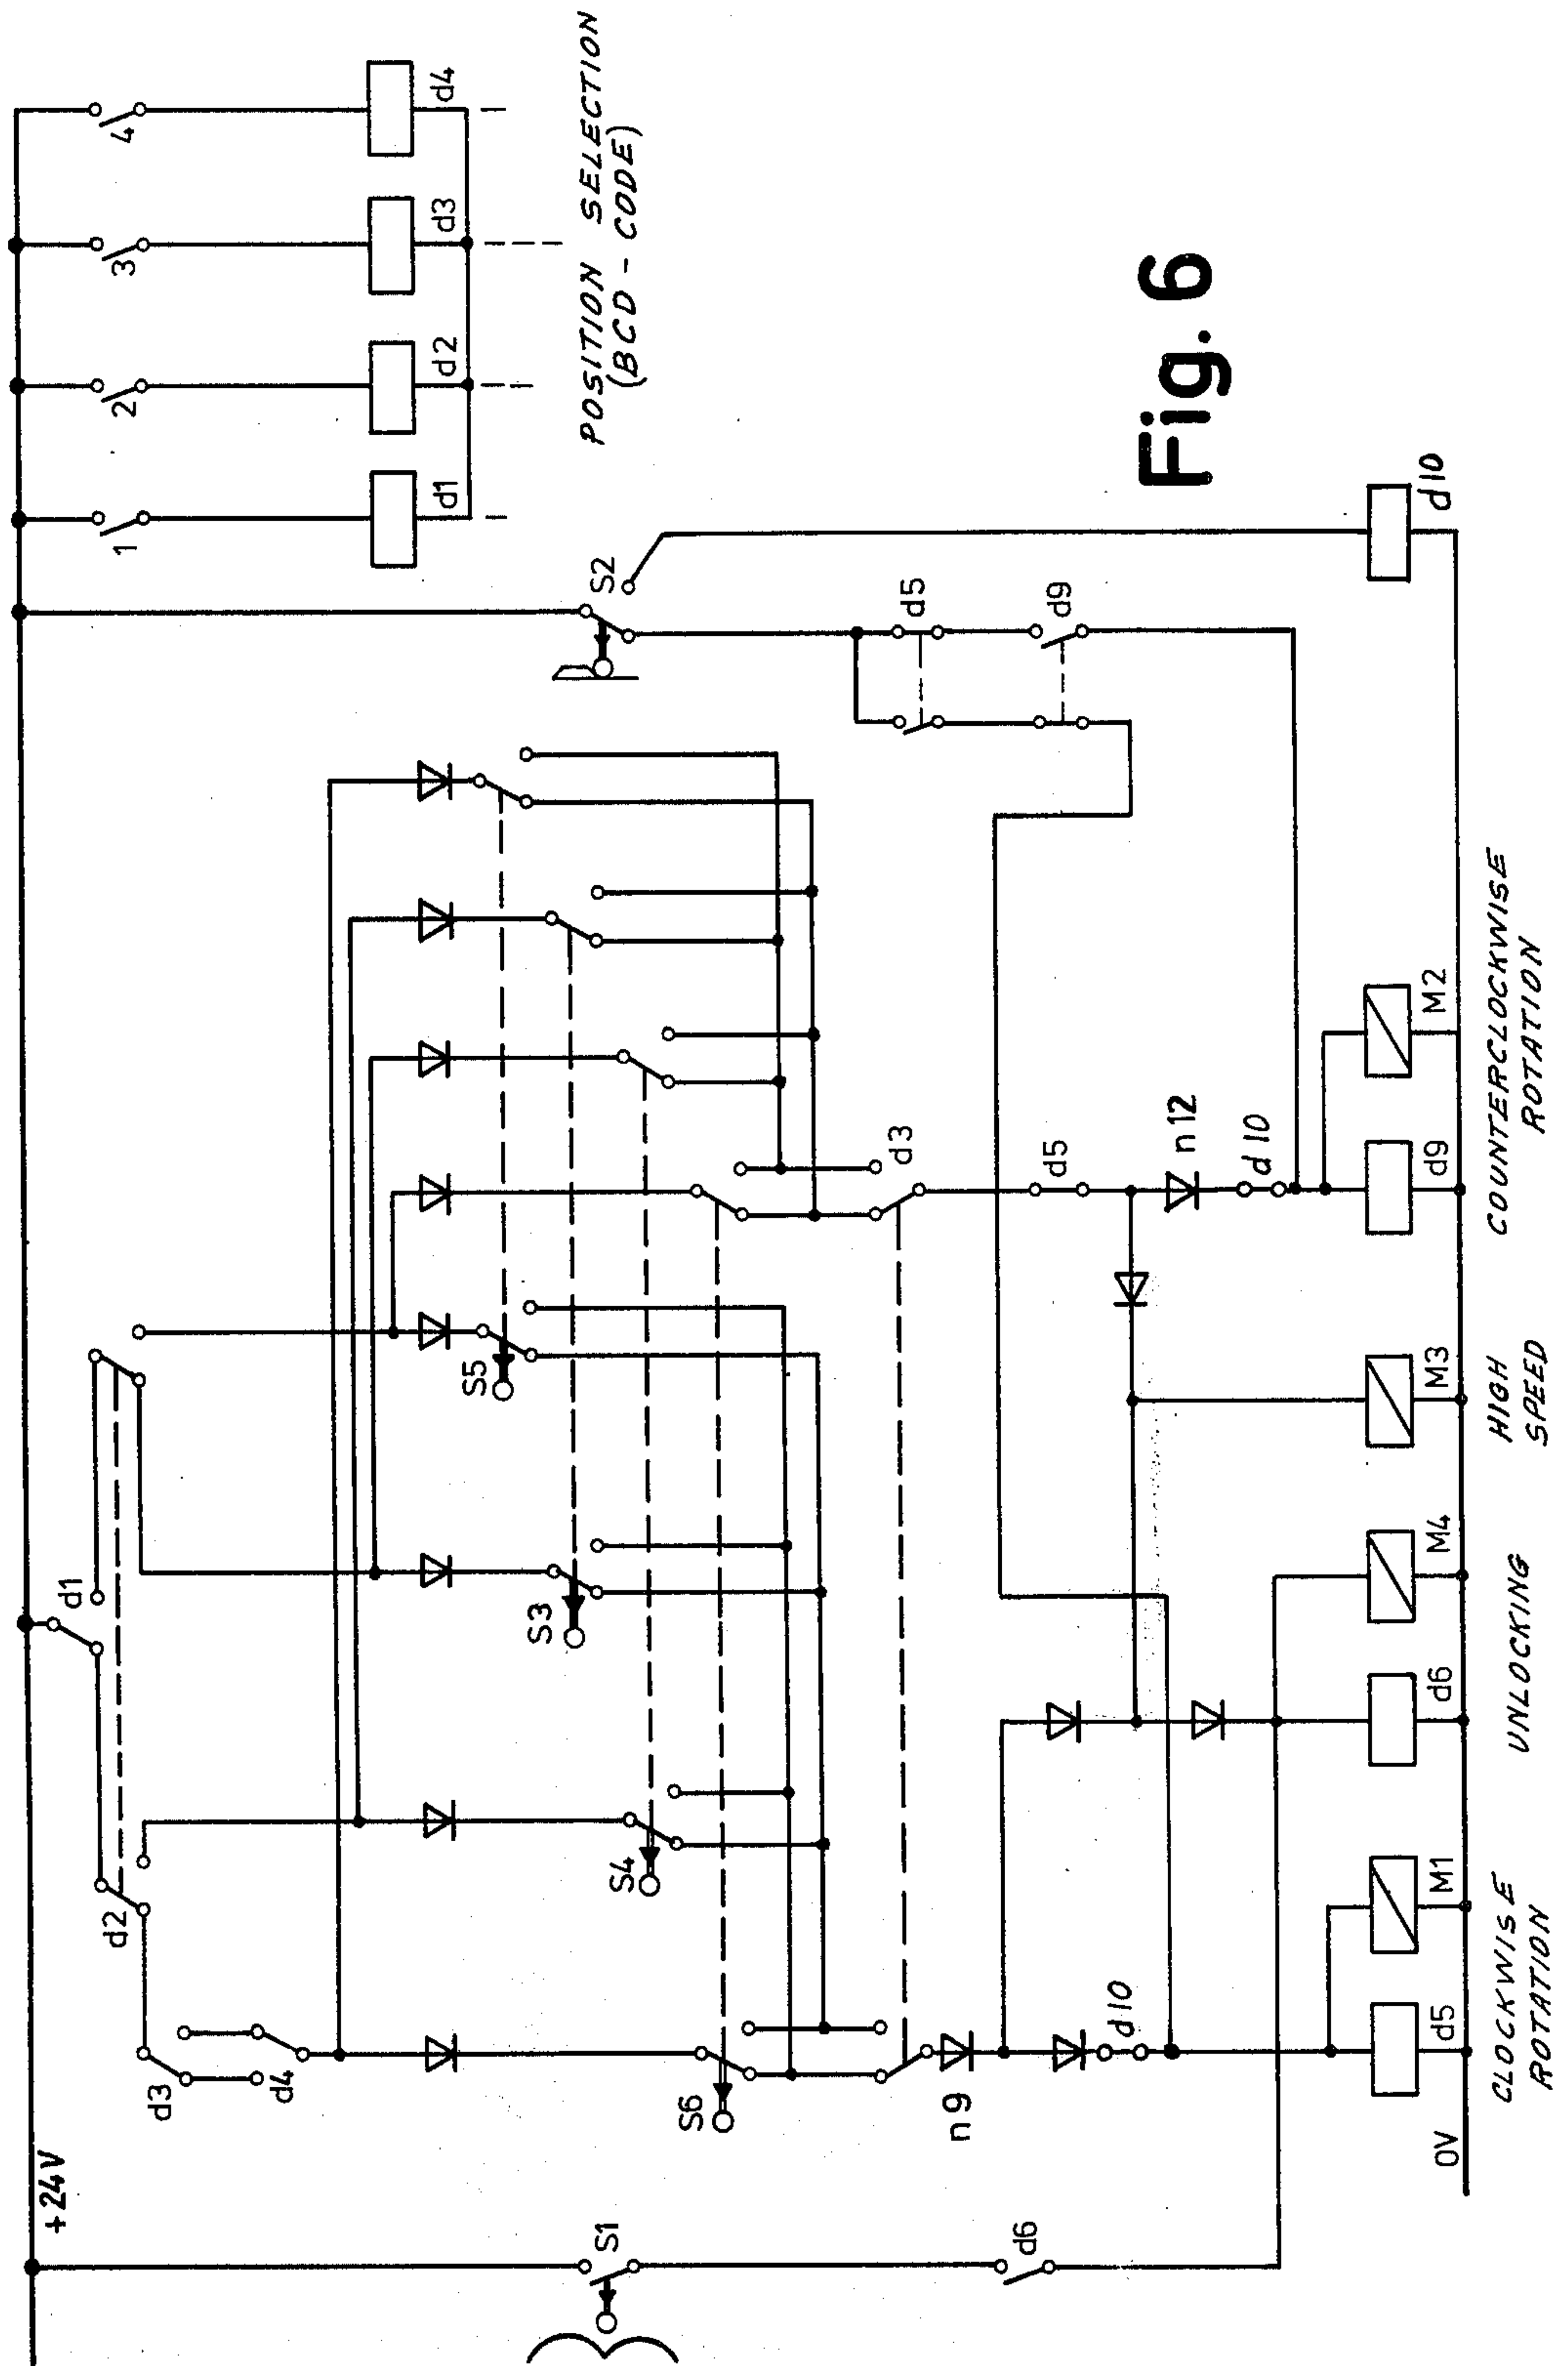 +24V
1
2
3
4
d1
d2
d3
d4
POSITION SELECTION
(BCD - CODE)
d1
d2
d3
d4
S1
S6
S4
S3
S5
S2
d3
d5
d9
d6
n9
d10
d5
n12
d10
d5
M1
d6
M4
M3
d9
M2
d10
0V
CLOCKWISE
ROTATION
UNLOCKING
HIGH
SPEED
COUNTERCLOCKWISE
ROTATION
Fig. 6